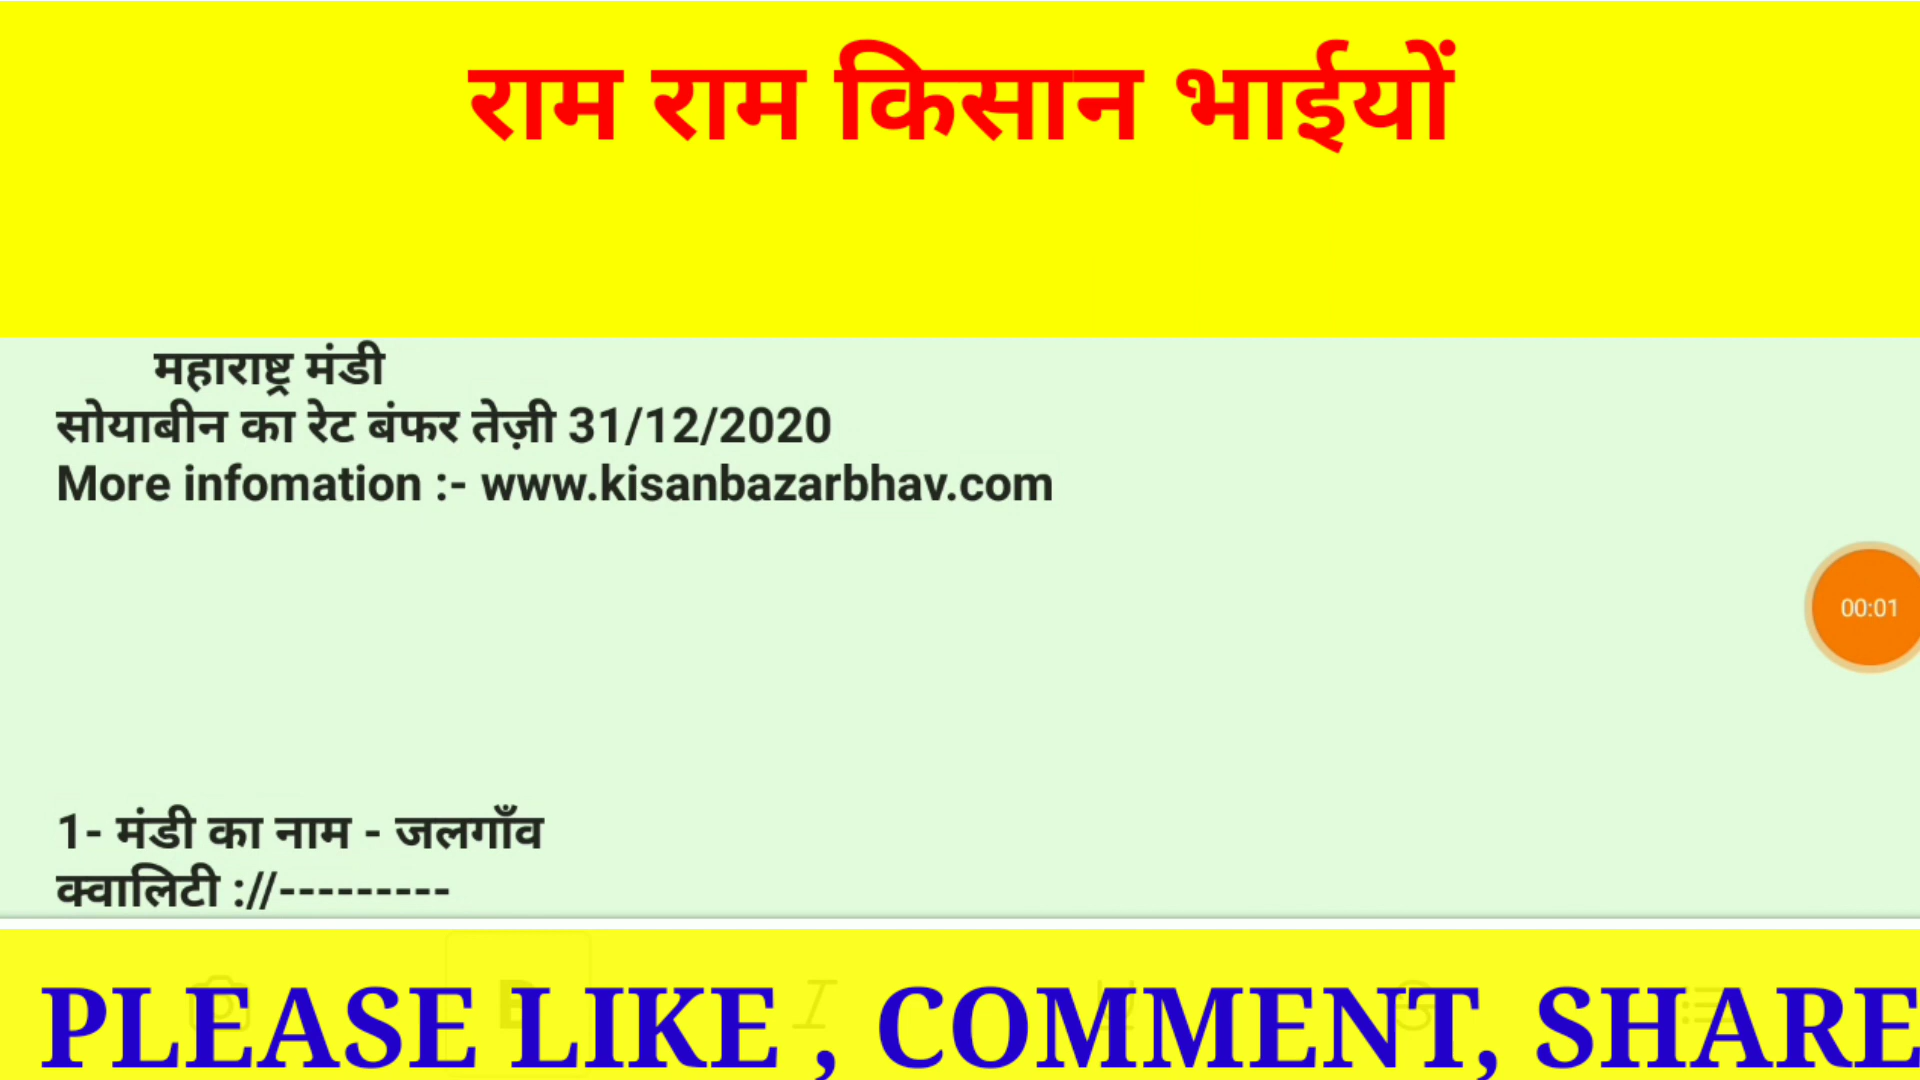 राम राम किसान भाईयों
महाराष्ट्र मंडी
सोयाबीन का रेट बंफर तेज़ी 31/12/2020
More infomation :- www.kisanbazarbhav.com
00:01
1- मंडी का नाम - जलगाँव
क्वालिटी ://---------
PLEASE LIKE , COMMENT, SHARE